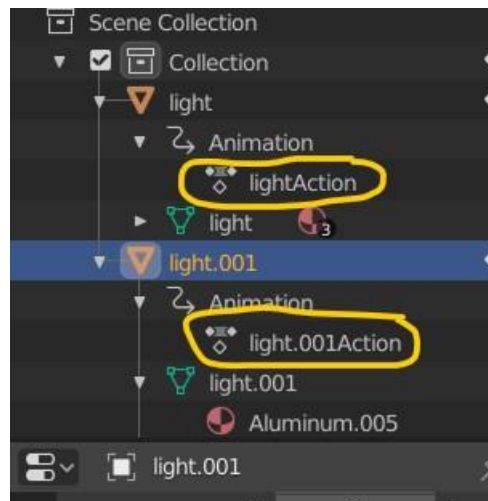 Scene Collection
Collection
light
Animation
lightAction
light 3
light.001
Animation
light.001Action
light.001
Aluminum.005
light.001